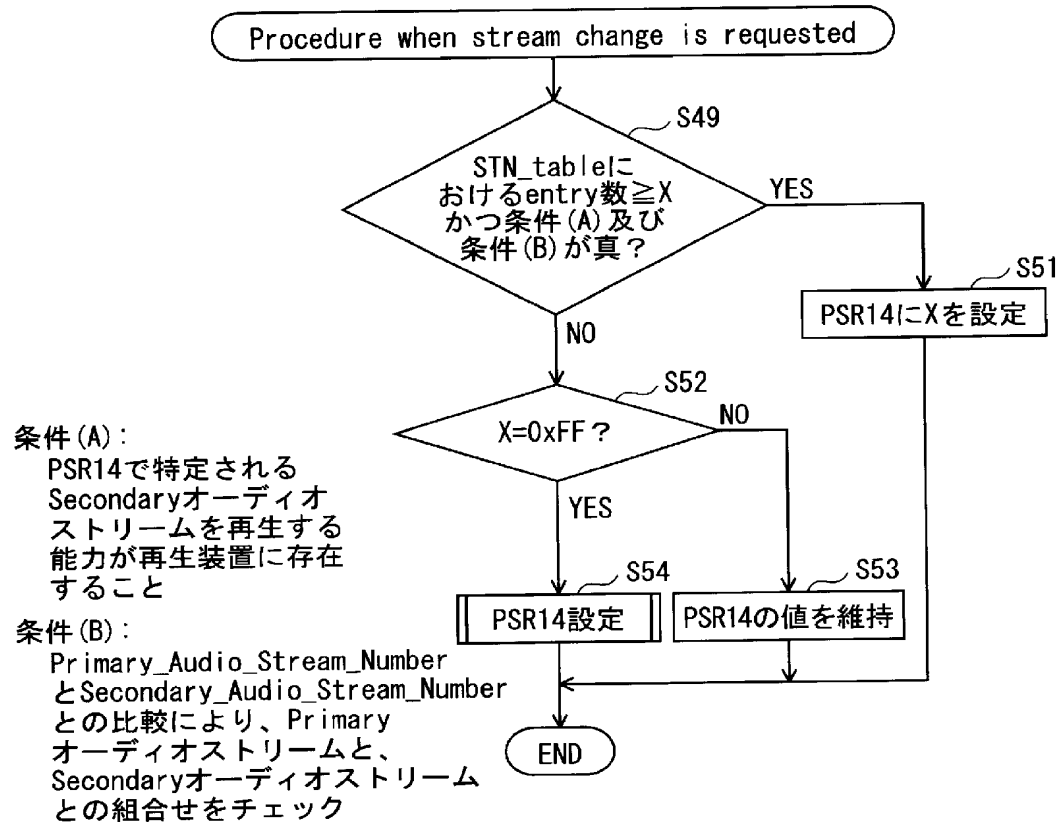 Procedure when stream change is requested
S49
STN_tableに
おけるentry数≧X
かつ条件(A)及び
条件(B)が真?
YES
S51
PSR14にXを設定
NO
S52
X=0xFF?
NO
YES
S54
PSR14設定
S53
PSR14の値を維持
END
条件(A):
PSR14で特定される
Secondaryオーディオ
ストリームを再生する
能力が再生装置に存在
すること
条件(B):
Primary_Audio_Stream_Number
とSecondary_Audio_Stream_Number
との比較により、Primary
オーディオストリームと、
Secondaryオーディオストリーム
との組合せをチェック